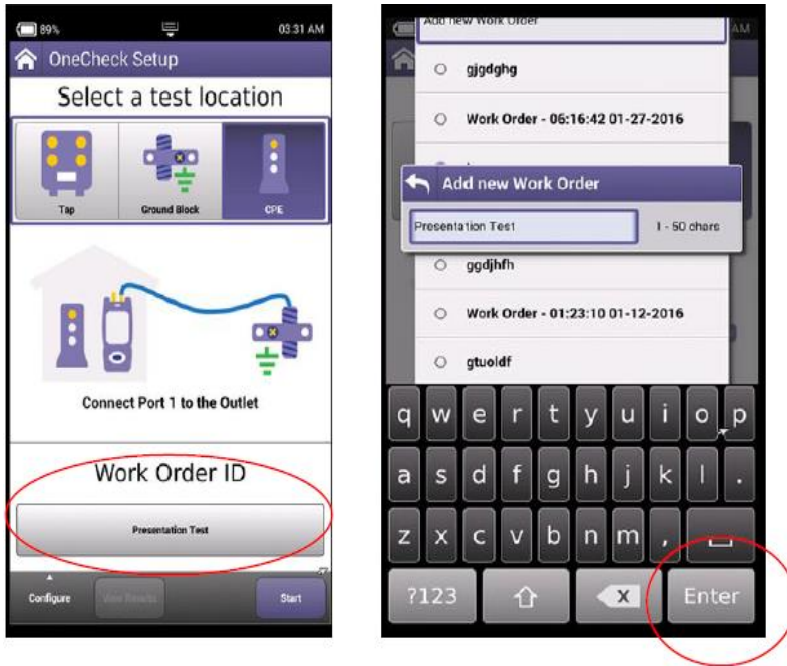 89%
03:31 AM
OneCheck Setup
Select a test location
Tap
Ground Block
CPE
Connect Port 1 to the Outlet
Work Order ID
Presentation Test
Configure
View Results
Start
AM
Add new Work Order
gjgdghg
Work Order - 06:16:42 01-27-2016
Add new Work Order
Presentation Test
1 - 50 chars
ggdjhfh
Work Order - 01:23:10 01-12-2016
gtuoldf
q w e r t y u i o p
a s d f g h j k l .
z x c v b n m ,
?123
X
Enter